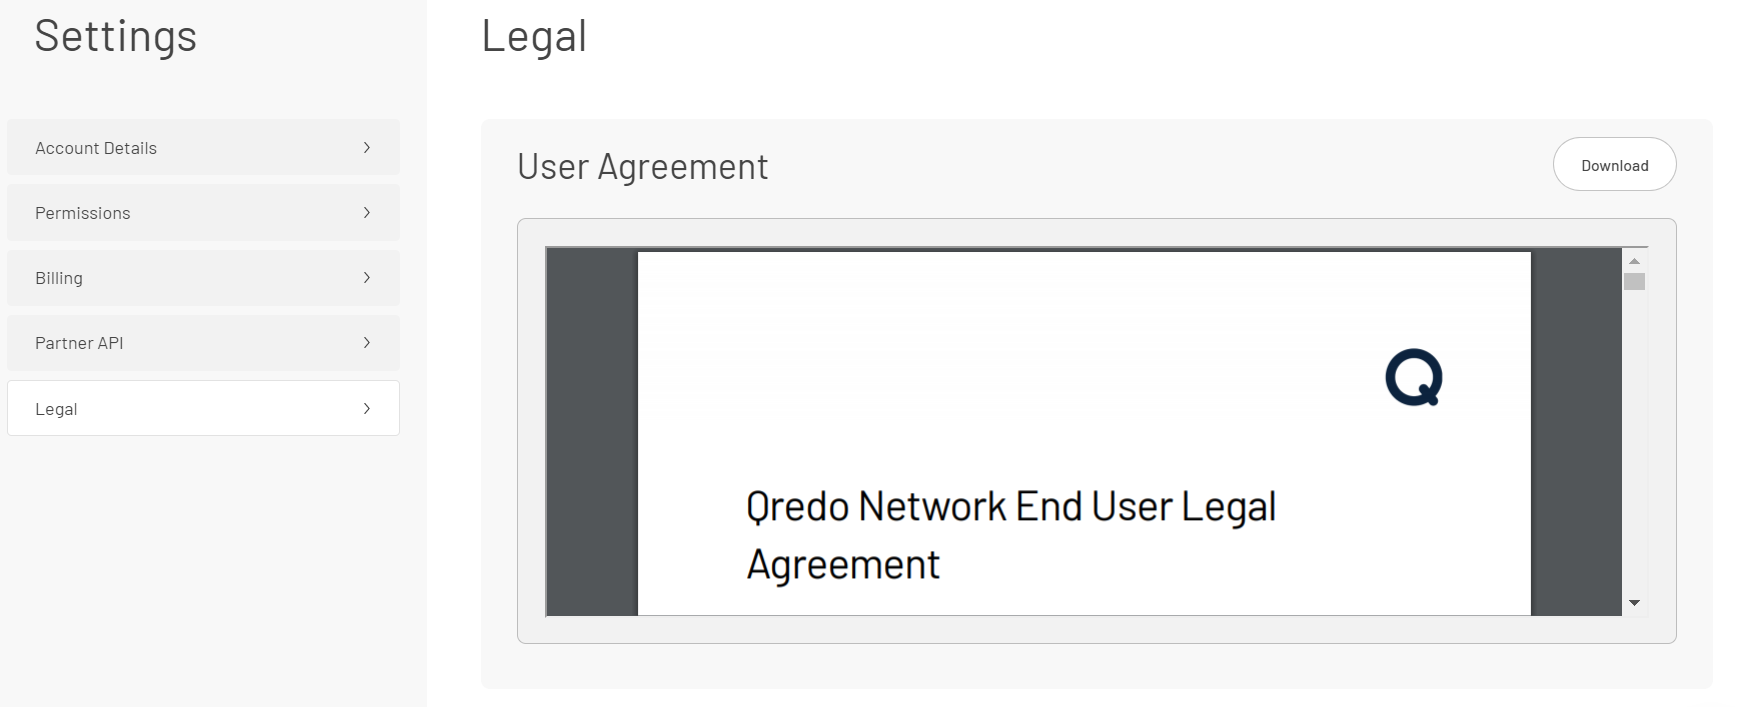 Settings
Account Details
Permissions
Billing
Partner API
Legal
Legal
User Agreement
Download
Q
Qredo Network End User Legal
Agreement